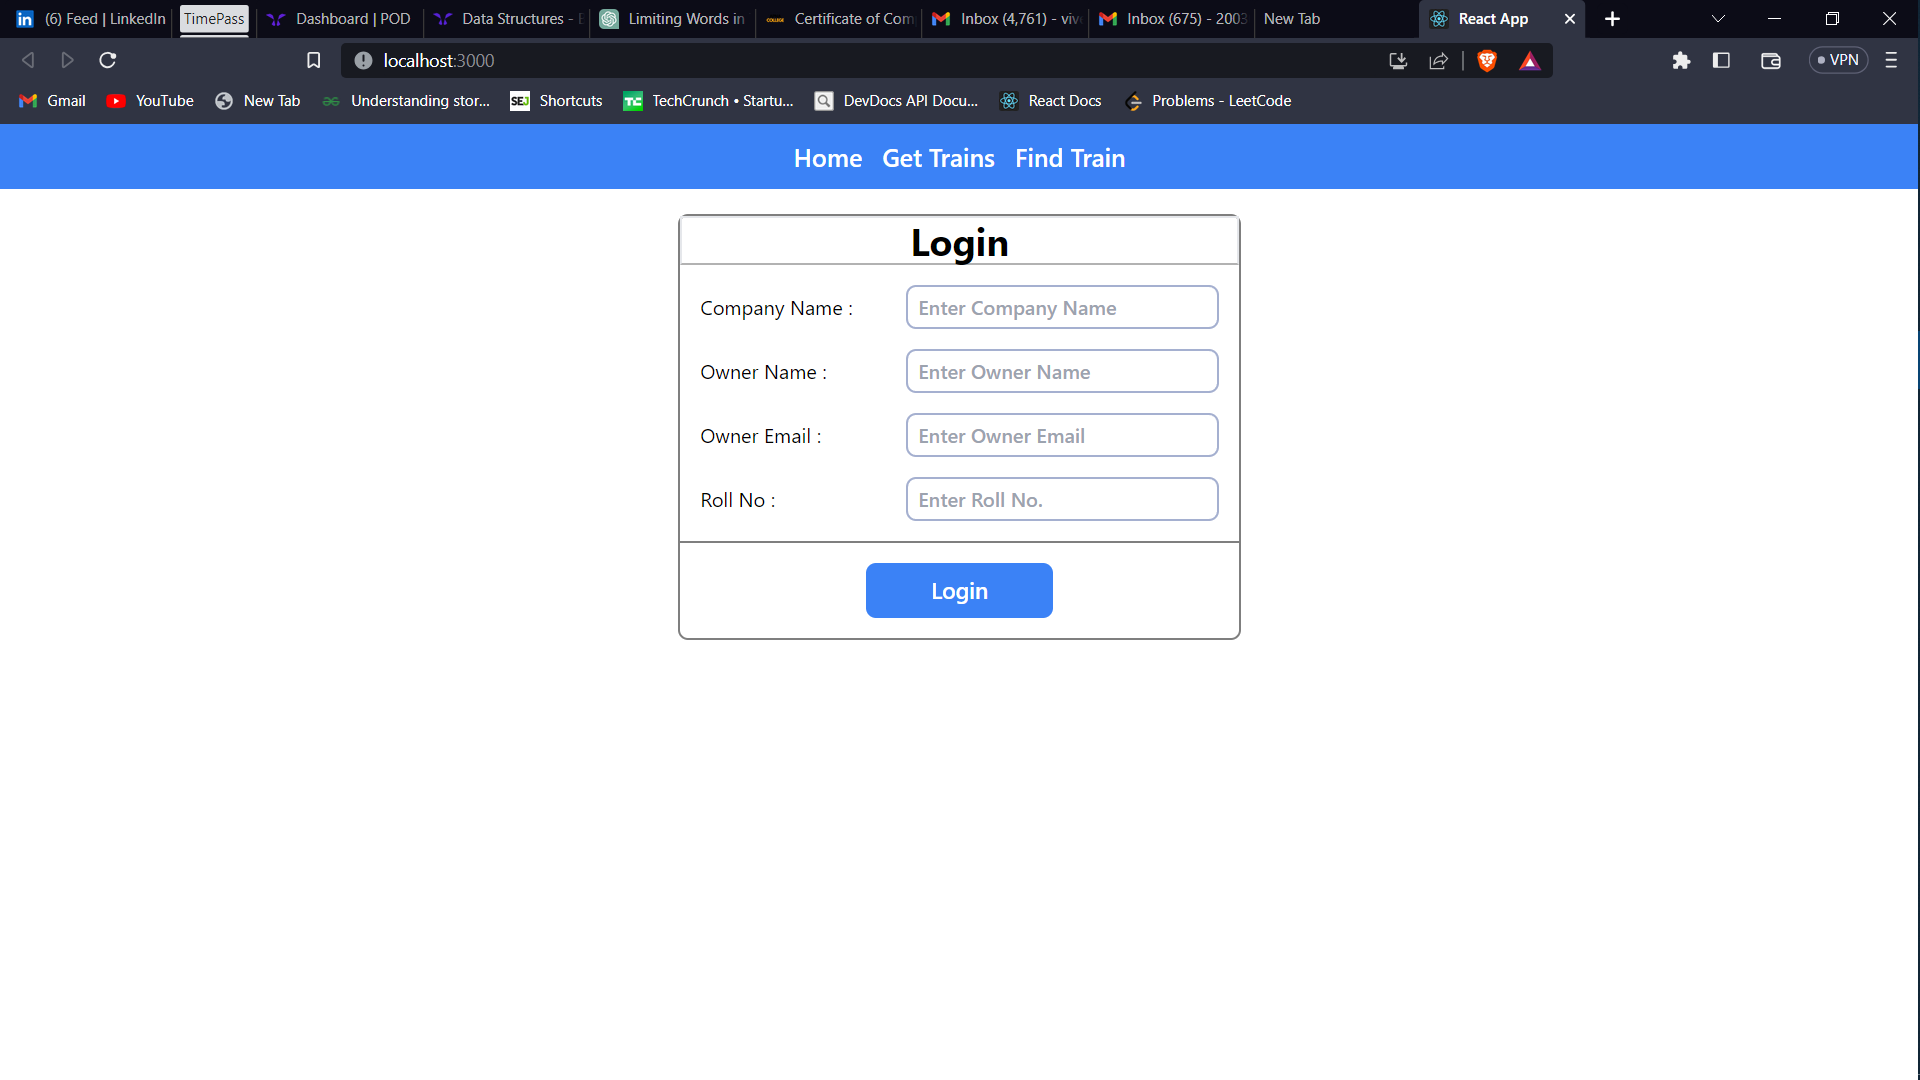 (6) Feed | LinkedIn TimePass Dashboard | POD Data Structures - Limiting Words in Certificate of Com Inbox (4,761) - viv Inbox (675) - 2003 New Tab React App
localhost:3000 VPN
Gmail YouTube New Tab Understanding stor... SEJ Shortcuts TC TechCrunch • Startu... DevDocs API Docu... React Docs Problems - LeetCode
Home Get Trains Find Train
Login
Company Name : Enter Company Name
Owner Name : Enter Owner Name
Owner Email : Enter Owner Email
Roll No : Enter Roll No.
Login